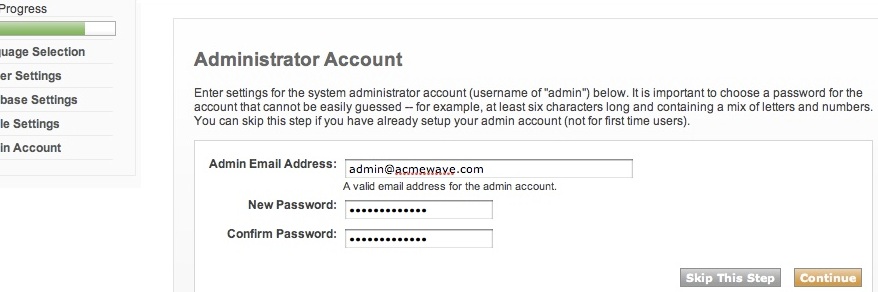 Progress
guage Selection
er Settings
base Settings
le Settings
in Account
Administrator Account
Enter settings for the system administrator account (username of "admin") below. It is important to choose a password for the
account that cannot be easily guessed -- for example, at least six characters long and containing a mix of letters and numbers.
You can skip this step if you have already setup your admin account (not for first time users).
Admin Email Address: admin@acmewave.com
A valid email address for the admin account.
New Password: •••••••••••••
Confirm Password: •••••••••••••
Skip This Step Continue